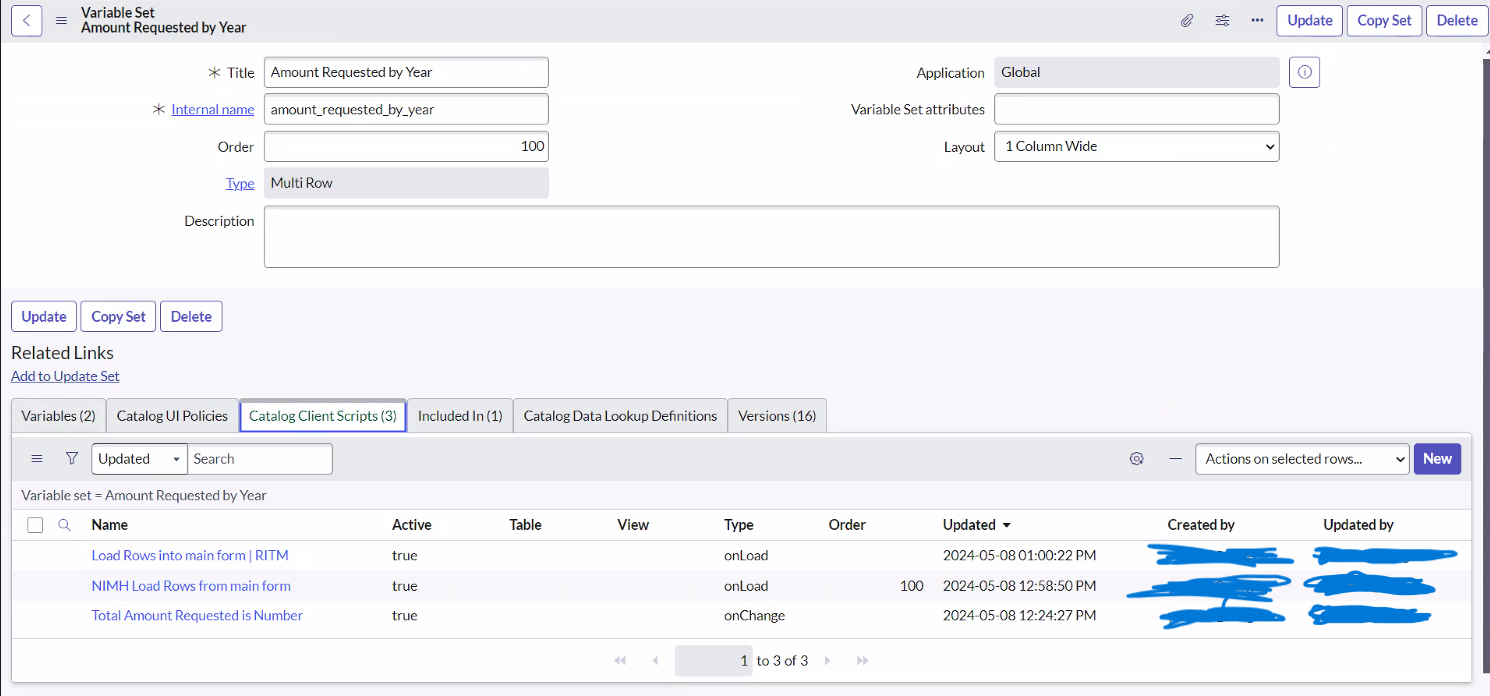 Variable Set
Amount Requested by Year
Update Copy Set Delete
Title Amount Requested by Year
Application Global
Internal name amount_requested_by_year
Variable Set attributes
Order 100
Layout 1 Column Wide
Type Multi Row
Description
Update Copy Set Delete
Related Links
Add to Update Set
Variables (2) Catalog UI Policies Catalog Client Scripts (3) Included In (1) Catalog Data Lookup Definitions Versions (16)
Updated Search Actions on selected rows... New
Variable set = Amount Requested by Year
Name Active Table View Type Order Updated Created by Updated by
Load Rows into main form | RITM true onLoad 2024-05-08 01:00:22 PM
NIMH Load Rows from main form true onLoad 100 2024-05-08 12:58:50 PM
Total Amount Requested is Number true onChange 2024-05-08 12:24:27 PM
1 to 3 of 3